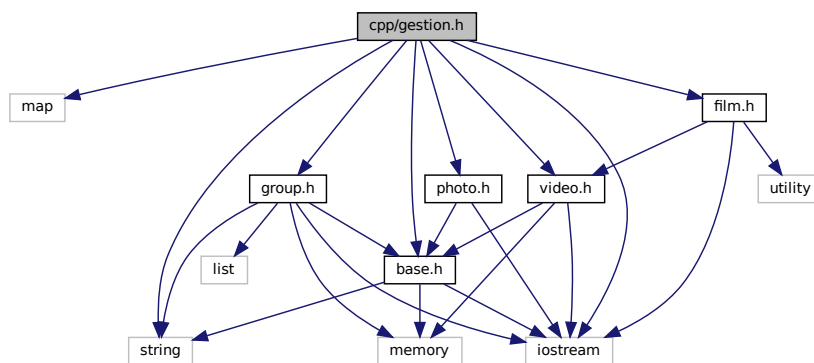 cpp/gestion.h
map
film.h
group.h
photo.h
video.h
utility
list
base.h
string
memory
iostream